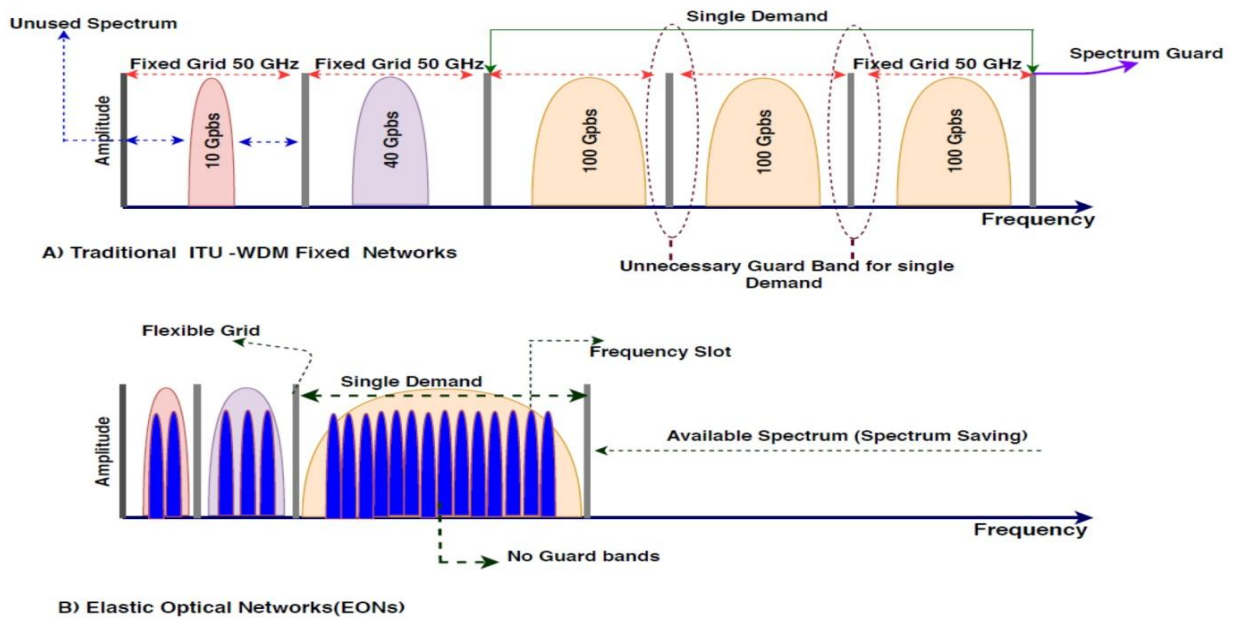 Single Demand
Unused Spectrum
Spectrum Guard
Fixed Grid 50 GHz
Fixed Grid 50 GHz
Fixed Grid 50 GHz
Amplitude
10 Gpbs
40 Gpbs
100 Gpbs
100 Gpbs
100 Gpbs
Frequency
A) Traditional ITU -WDM Fixed Networks
Unnecessary Guard Band for single
Demand
Flexible Grid
Frequency Slot
Single Demand
Amplitude
Available Spectrum (Spectrum Saving)
Frequency
No Guard bands
B) Elastic Optical Networks(EONs)